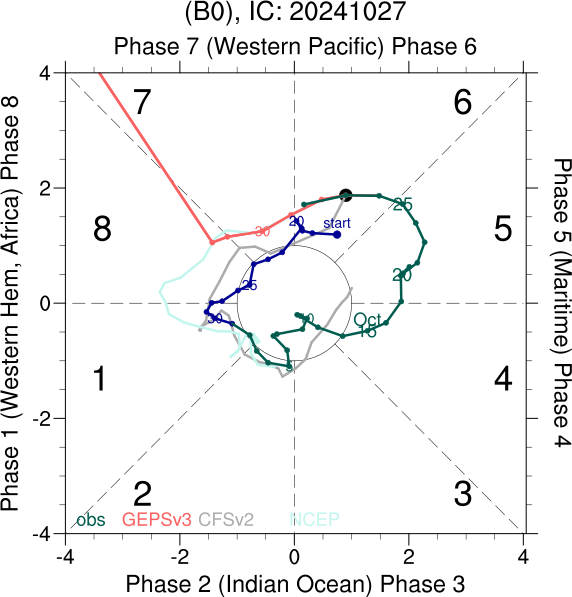 (B0), IC: 20241027
Phase 7 (Western Pacific) Phase 6
4
7
6
Phase 1 (Western Hem, Africa) Phase 8
Phase 5 (Maritime) Phase 4
2
25
20
start
30
8
5
20
25
0
30
Oct
15
5
1
4
-2
2
3
obs
GEPSv3
CFSv2
NCEP
-4
-4
-2
0
2
4
Phase 2 (Indian Ocean) Phase 3